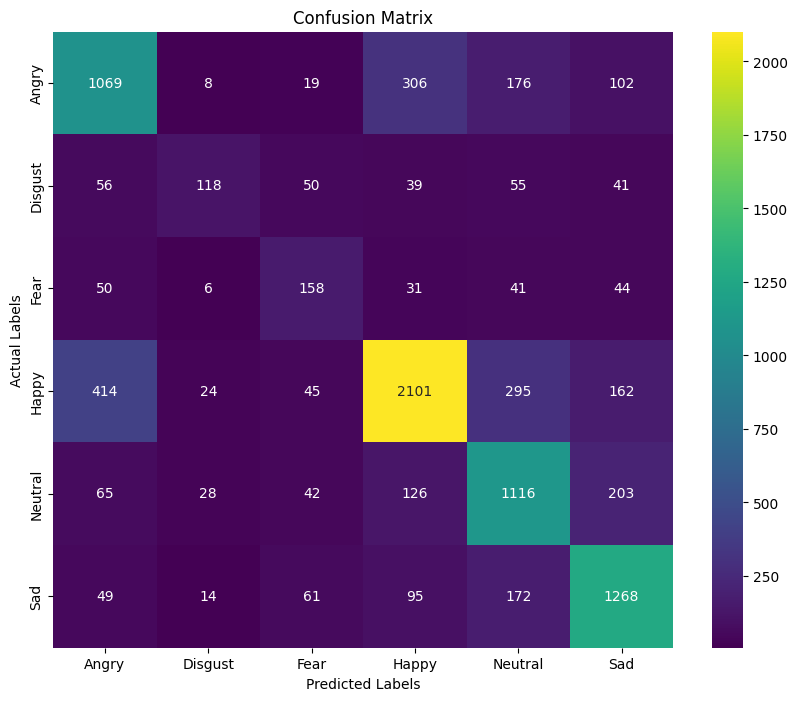 Confusion Matrix
Actual Labels
Angry 1069 8 19 306 176 102
Disgust 56 118 50 39 55 41
Fear 50 6 158 31 41 44
Happy 414 24 45 2101 295 162
Neutral 65 28 42 126 1116 203
Sad 49 14 61 95 172 1268
Angry Disgust Fear Happy Neutral Sad
Predicted Labels
2000
1750
1500
1250
1000
750
500
250